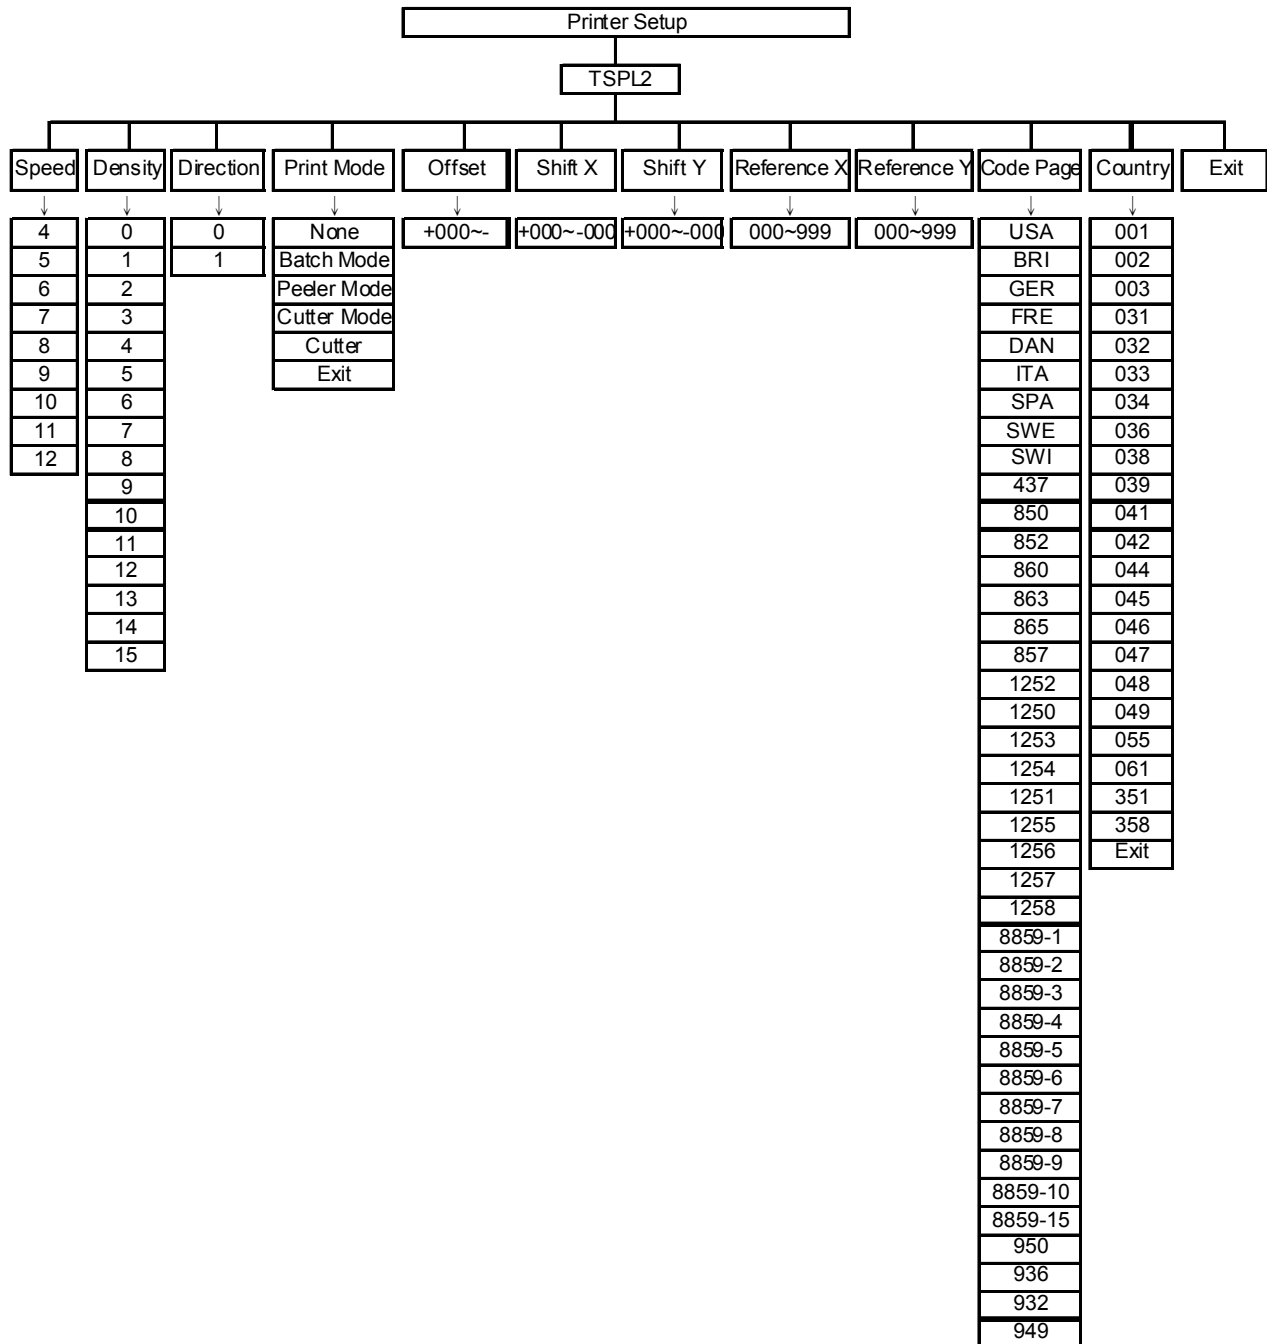 Printer Setup
TSPL2
Speed Density Direction Print Mode Offset Shift X Shift Y Reference X Reference Y Code Page Country Exit
4 0 0 None +000~- +000~-000 +000~-000 000~999 000~999 USA 001
5 1 1 Batch Mode BRI 002
6 2 Peeler Mode GER 003
7 3 Cutter Mode FRE 031
8 4 Cutter DAN 032
9 5 Exit ITA 033
10 6 SPA 034
11 7 SWE 036
12 8 SWI 038
9 437 039
10 850 041
11 852 042
12 860 044
13 863 045
14 865 046
15 857 047
1252 048
1250 049
1253 055
1254 061
1251 351
1255 358
1256 Exit
1257
1258
8859-1
8859-2
8859-3
8859-4
8859-5
8859-6
8859-7
8859-8
8859-9
8859-10
8859-15
950
936
932
949